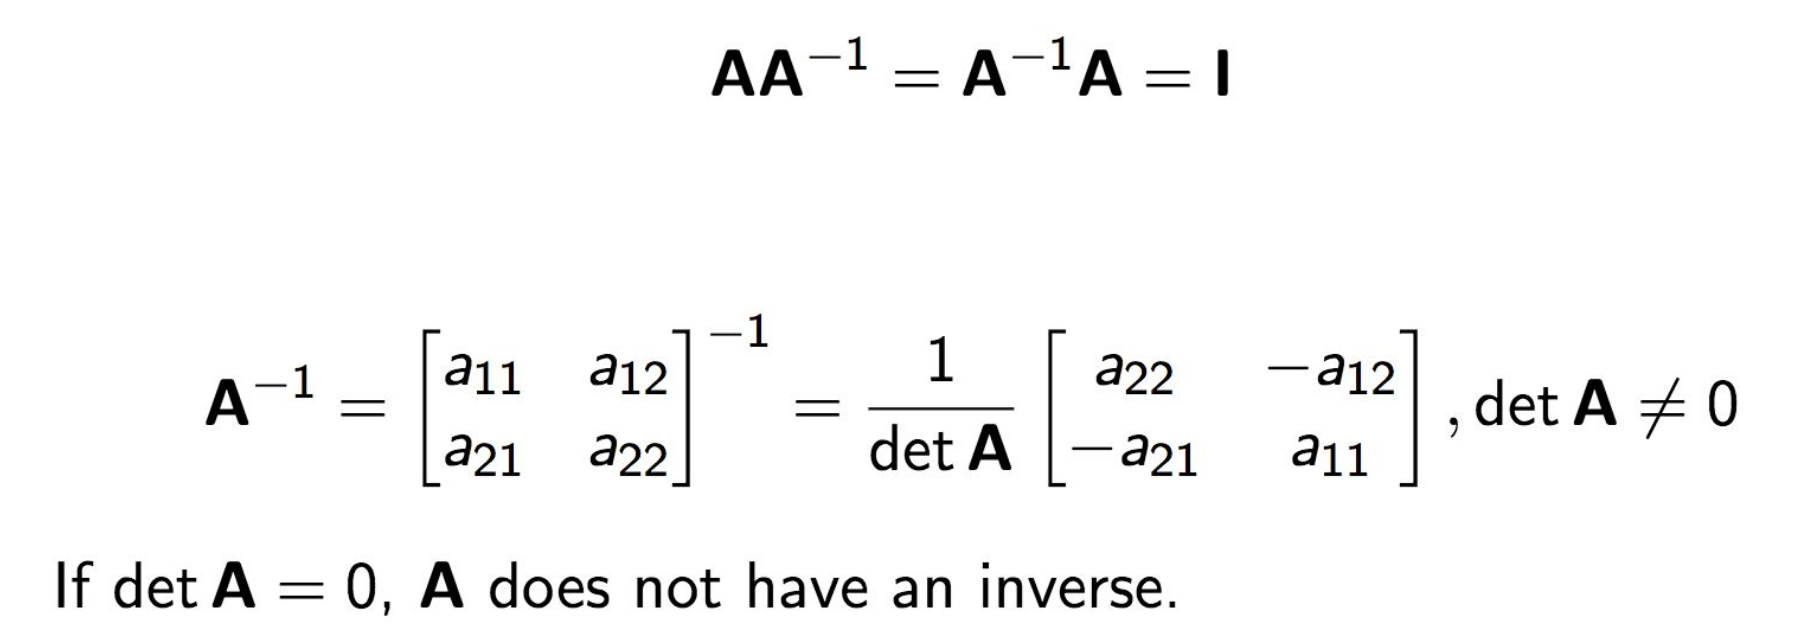 𝐀𝐀⁻¹ = 𝐀⁻¹𝐀 = 𝐈
𝐀⁻¹ = [a₁₁ a₁₂; a₂₁ a₂₂]⁻¹ = 1/det 𝐀 [a₂₂ −a₁₂; −a₂₁ a₁₁], det 𝐀 ≠ 0
If det 𝐀 = 0, 𝐀 does not have an inverse.